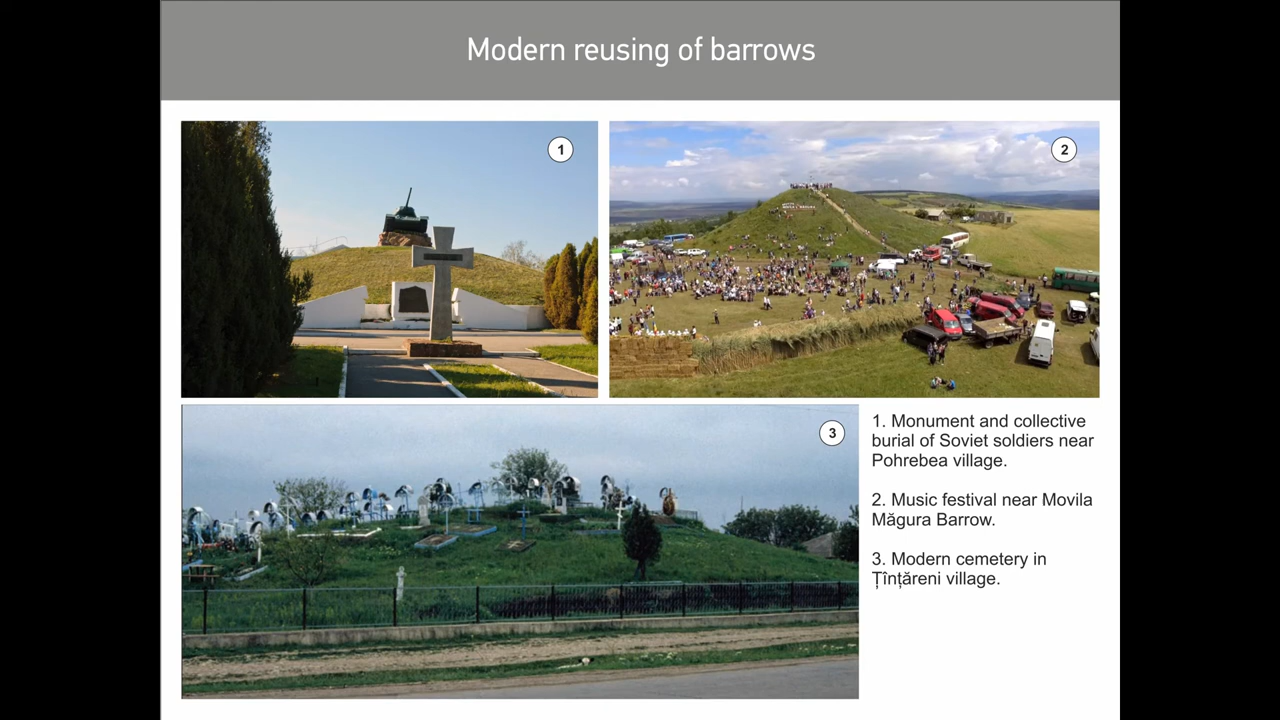 Modern reusing of barrows
1
2
3
1. Monument and collective
burial of Soviet soldiers near
Pohrebea village.
2. Music festival near Movila
Măgura Barrow.
3. Modern cemetery in
Țînțăreni village.